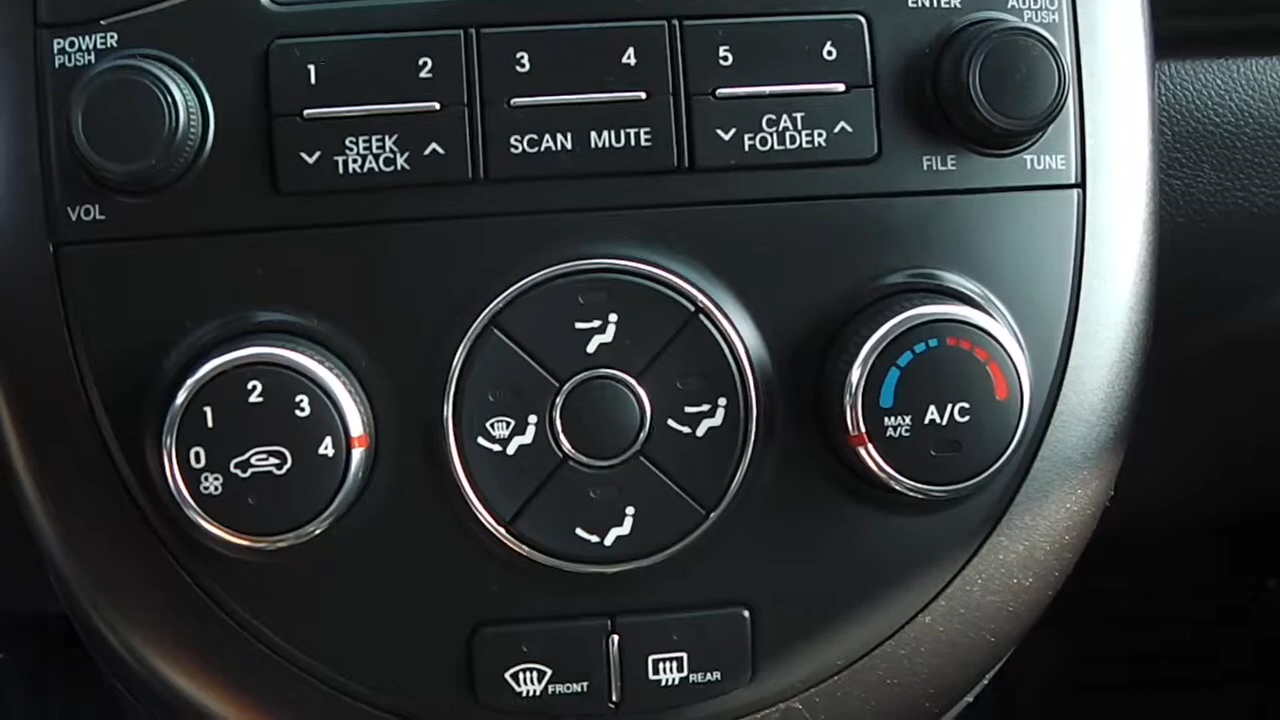 ENTER
AUDIO
PUSH
POWER
PUSH
1 2
3 4
5 6
SEEK
TRACK
SCAN MUTE
CAT
FOLDER
FILE
TUNE
VOL
0 1 2 3 4
MAX
A/C
A/C
FRONT
REAR